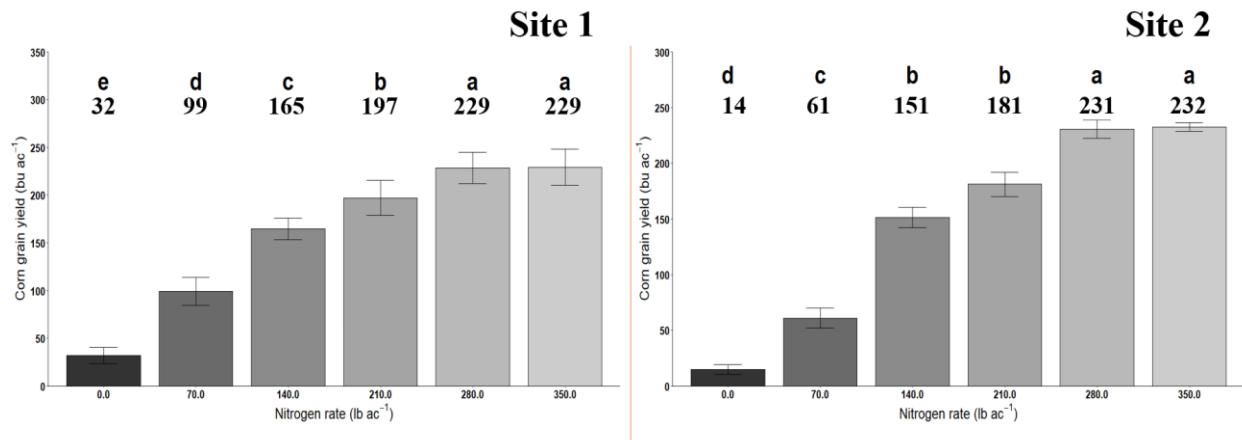 Site 1
350
300
250
200
150
100
50
0
Corn grain yield (bu ac⁻¹)
e d c b a a
32 99 165 197 229 229
0.0 70.0 140.0 210.0 280.0 350.0
Nitrogen rate (lb ac⁻¹)
Site 2
300
250
200
150
100
50
0
Corn grain yield (bu ac⁻¹)
d c b b a a
14 61 151 181 231 232
0.0 70.0 140.0 210.0 280.0 350.0
Nitrogen rate (lb ac⁻¹)